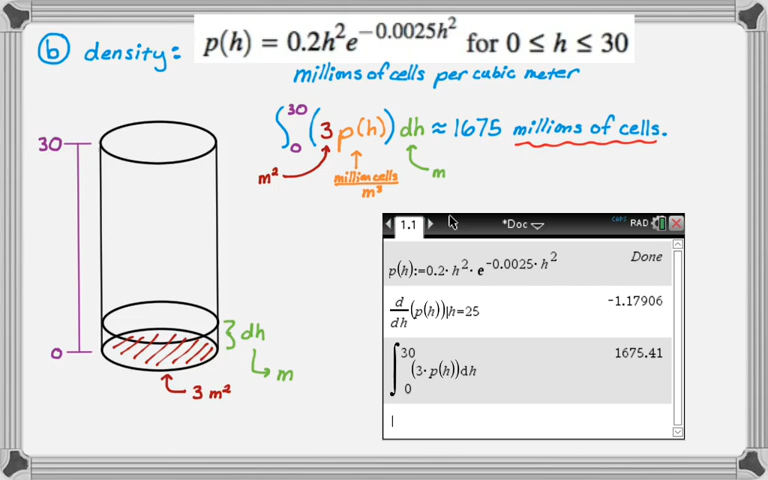 (b) density: p(h) = 0.2h²e^−0.0025h² for 0 ≤ h ≤ 30
millions of cells per cubic meter
∫₀³⁰ (3 p(h)) dh ≈ 1675 millions of cells.
m² million cells/m³ m
30
0
dh
m
3 m²
1.1 *Doc CAPS RAD
p(h):=0.2·h²·e^−0.0025·h² Done
d/dh(p(h))|h=25 -1.17906
∫₀³⁰ (3·p(h))dh 1675.41